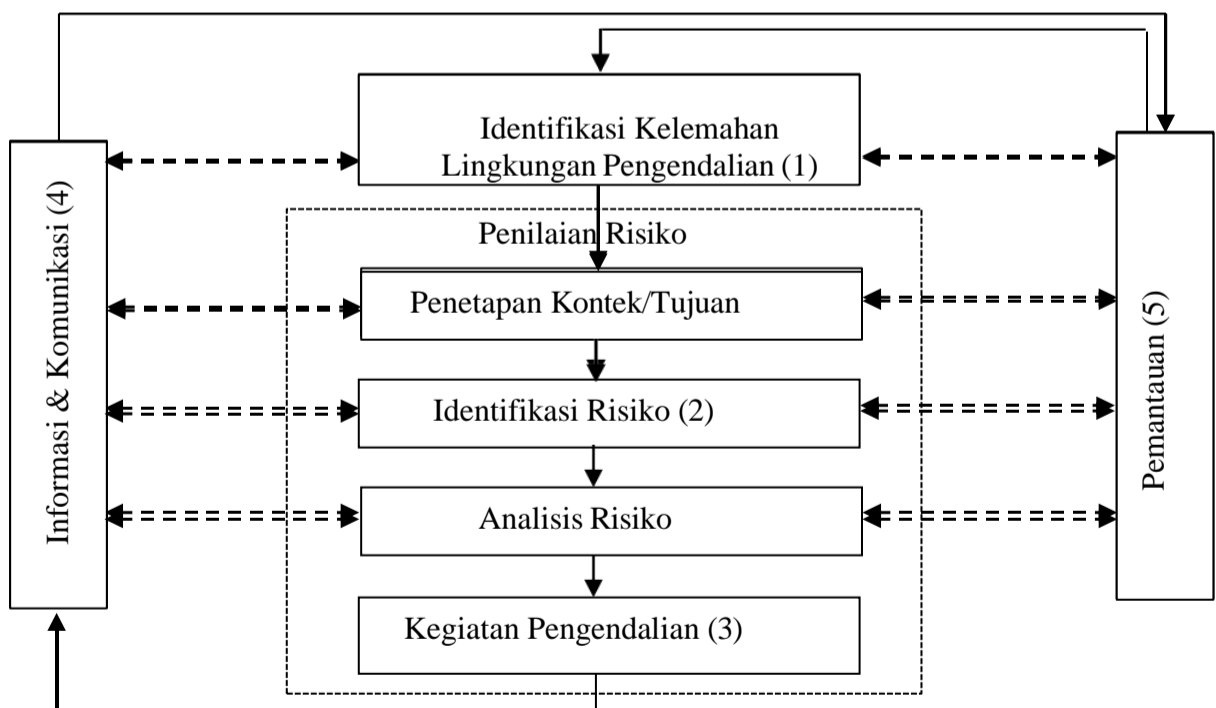 Identifikasi Kelemahan
Lingkungan Pengendalian (1)
Penilaian Risiko
Penetapan Kontek/Tujuan
Identifikasi Risiko (2)
Analisis Risiko
Kegiatan Pengendalian (3)
Informasi & Komunikasi (4)
Pemantauan (5)